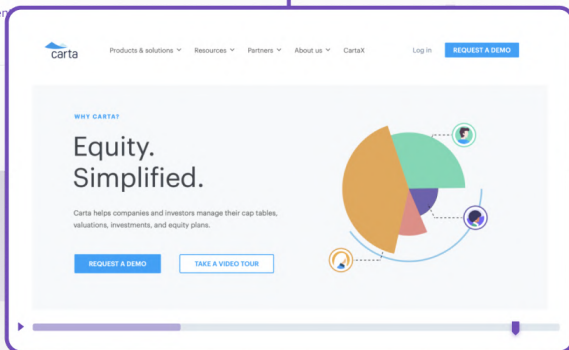 carta
Products & solutions Resources Partners About us CartaX Log in REQUEST A DEMO
WHY CARTA?
Equity.
Simplified.
Carta helps companies and investors manage their cap tables,
valuations, investments, and equity plans.
REQUEST A DEMO TAKE A VIDEO TOUR